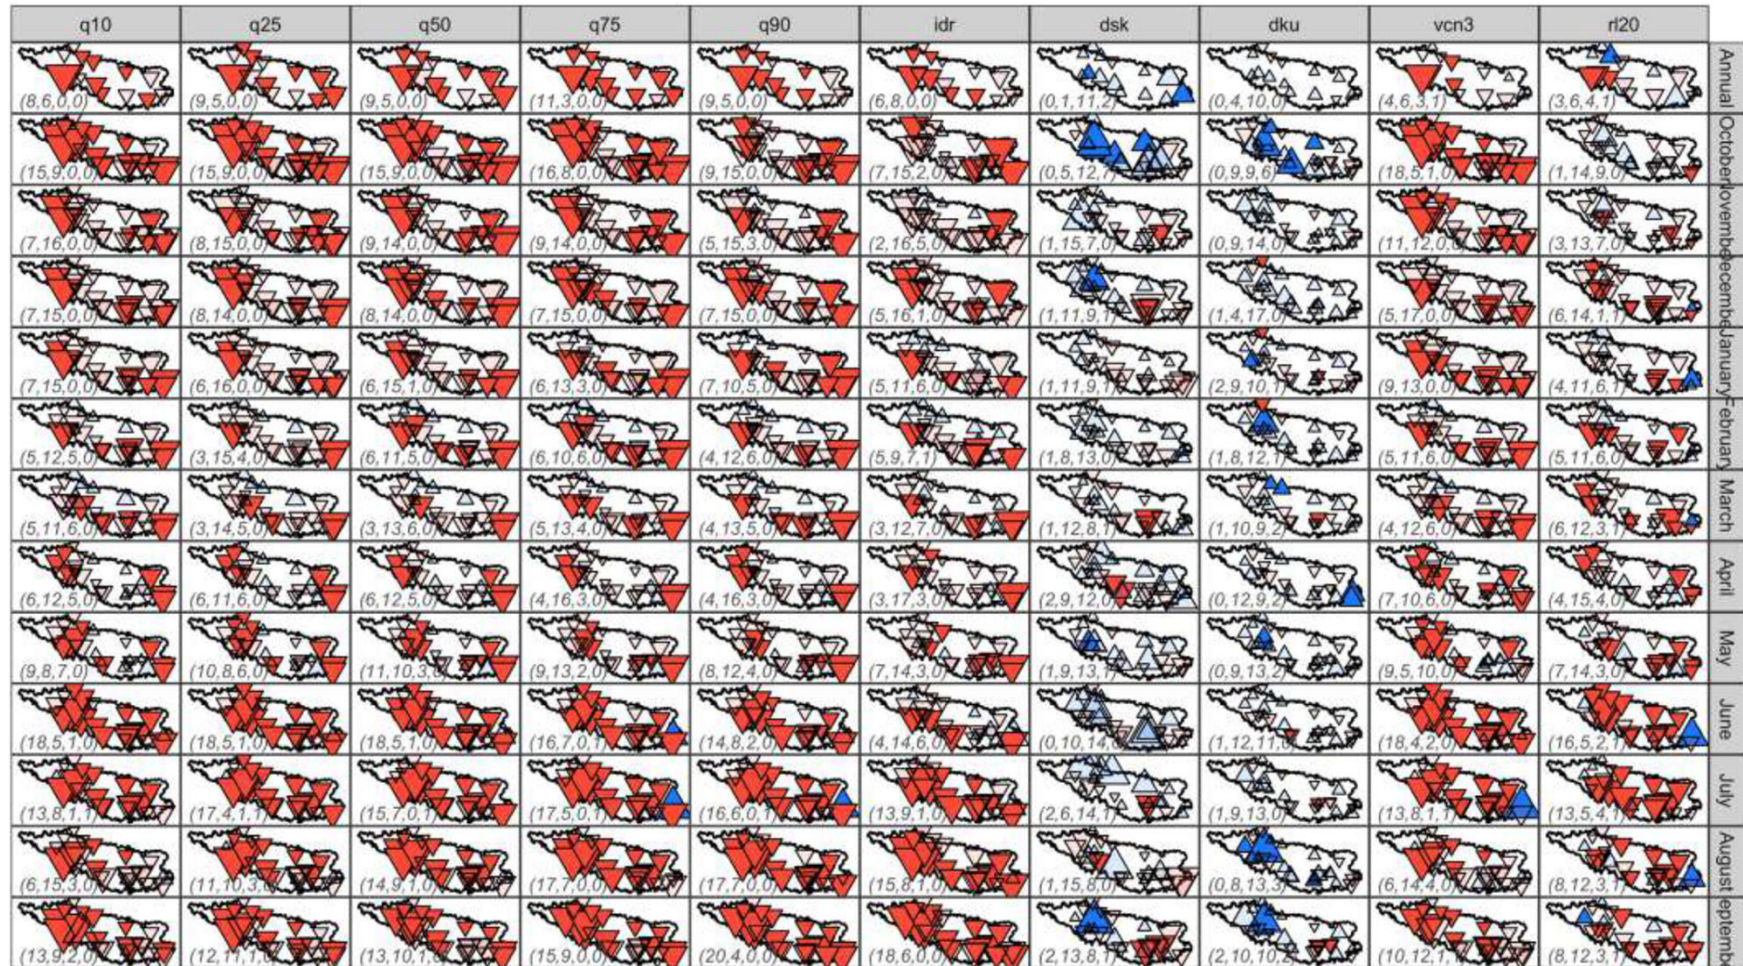 q10 q25 q50 q75 q90 idr dsk dku vcn3 rl20
(8,6,0,0) (9,5,0,0) (9,5,0,0) (11,3,0,0) (9,5,0,0) (6,8,0,0) (0,1,11,2) (0,4,10,0) (4,6,3,1) (3,6,4,1) Annual
(15,9,0,0) (15,9,0,0) (15,9,0,0) (16,8,0,0) (9,15,0,0) (7,15,2,0) (0,5,12, (0,9,9,6) (18,5,1,0) (1,14,9,0) October
(7,16,0,0) (8,15,0,0) (9,14,0,0) (9,14,0,0) (5,15,3,0) (2,16,5,0) (1,15,7,0) (0,9,14,0) (11,12,0,0) (3,13,7,0) ovembe
(7,15,0,0) (8,14,0,0) (8,14,0,0) (7,15,0,0) (7,15,0,0) (5,16,1,0) (1,11,9,1) (1,4,17,0) (5,17,0,0) (6,14,1,1) ecembe
(7,15,0,0) (6,16,0,0) (6,15,1,0) (6,13,3,0) (7,10,5,0) (5,11,6,0) (1,11,9,1) (2,9,10,1) (9,13,0,0) (4,11,6,1) January
(5,12,5,0) (3,15,4,0) (6,11,5,0) (6,10,6,0) (4,12,6,0) (5,9,7,1) (1,8,13,0) (1,8,12,1) (5,11,6,0) (5,11,6,0) February
(5,11,6,0) (3,14,5,0) (3,13,6,0) (5,13,4,0) (4,13,5,0) (3,12,7,0) (1,12,8,1) (1,10,9,2) (4,12,6,0) (6,12,3,1) March
(6,12,5,0) (6,11,6,0) (6,12,5,0) (4,16,3,0) (4,16,3,0) (3,17,3,0) (2,9,12,0) (0,12,9,2) (7,10,6,0) (4,15,4,0) April
(9,8,7,0) (10,8,6,0) (11,10,3,0) (9,13,2,0) (8,12,4,0) (7,14,3,0) (1,9,13,1) (0,9,13,2) (9,5,10,0) (7,14,3,0) May
(18,5,1,0) (18,5,1,0) (18,5,1,0) (16,7,0,1) (14,8,2,0) (4,14,6,0) (0,10,14,0) (1,12,11,0) (18,4,2,0) (16,5,2,1) June
(13,8,1,1) (17,4,1,1) (15,7,0,1) (17,5,0,1) (16,6,0,1) (13,9,1,0) (2,6,14,1) (1,9,13,0) (13,8,1,1) (13,5,4,1) July
(6,15,3,0) (11,10,3,0) (14,9,1,0) (17,7,0,0) (17,7,0,0) (15,8,1,0) (1,15,8,0) (0,8,13,3) (6,14,4,0) (8,12,3,1) August
(13,9,2,0) (12,11,1,0) (13,10,1,0) (15,9,0,0) (20,4,0,0) (18,6,0,0) (2,13,8,1) (2,10,10,2) (10,12,1,1) (8,12,3,1) eptembe